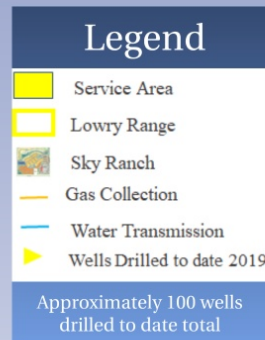 Legend
Service Area
Lowry Range
Sky Ranch
Gas Collection
Water Transmission
Wells Drilled to date 2019
Approximately 100 wells
drilled to date total